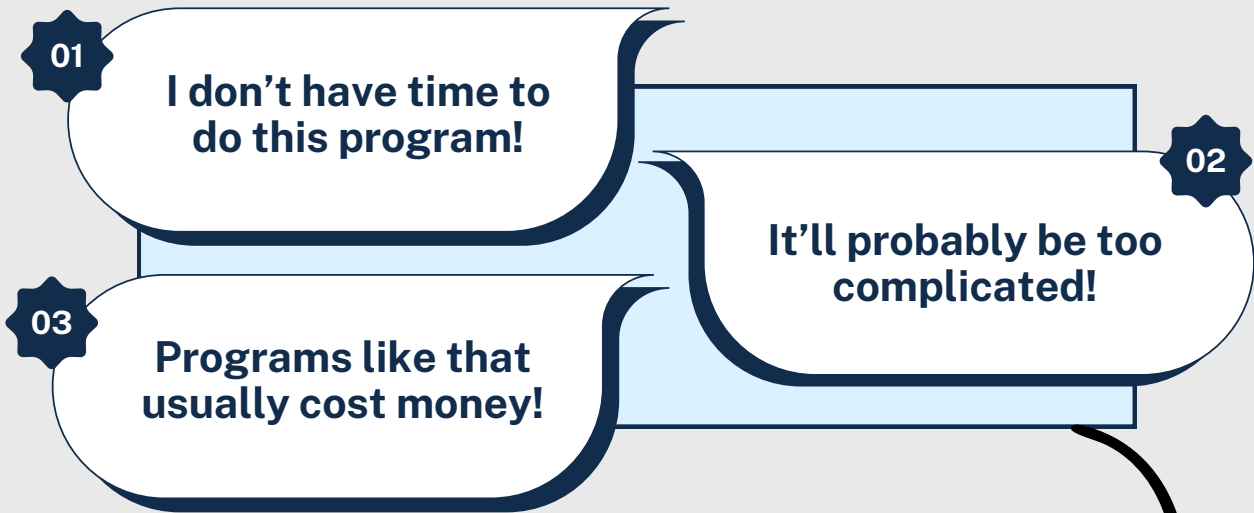 01
I don’t have time to
do this program!
02
It’ll probably be too
complicated!
03
Programs like that
usually cost money!